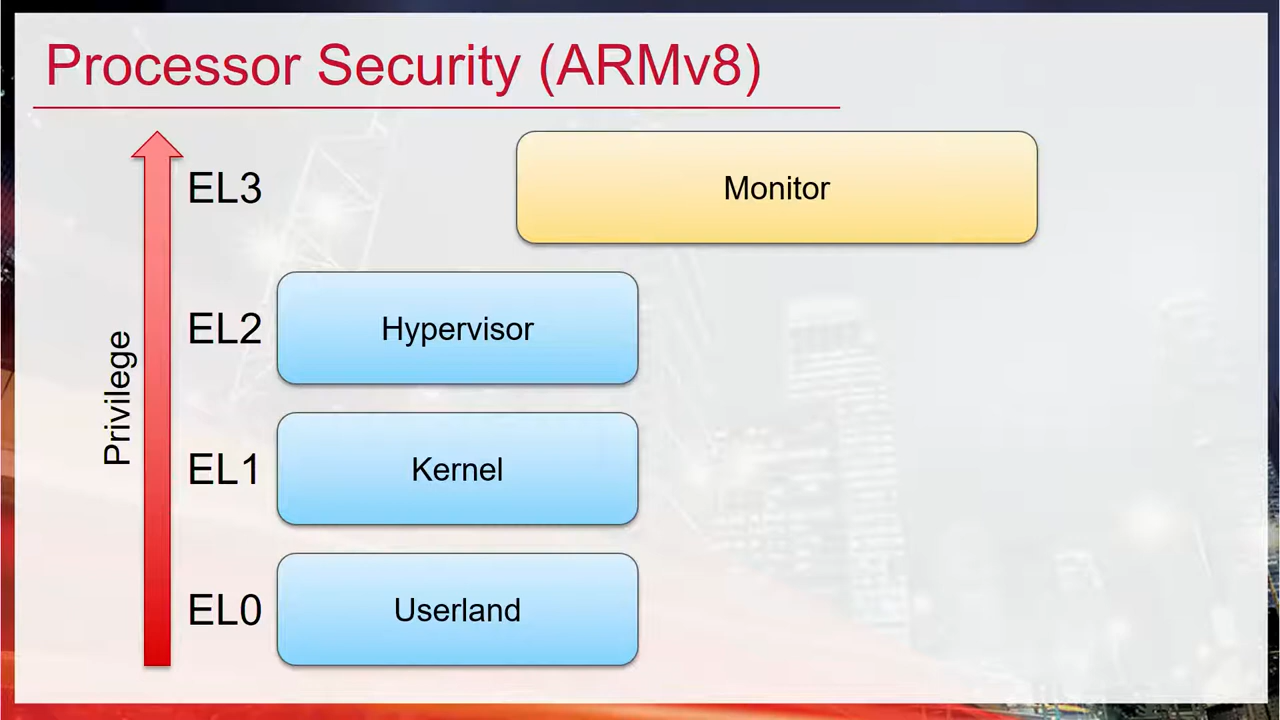 Processor Security (ARMv8)
EL3
Monitor
EL2
Hypervisor
Privilege
EL1
Kernel
EL0
Userland